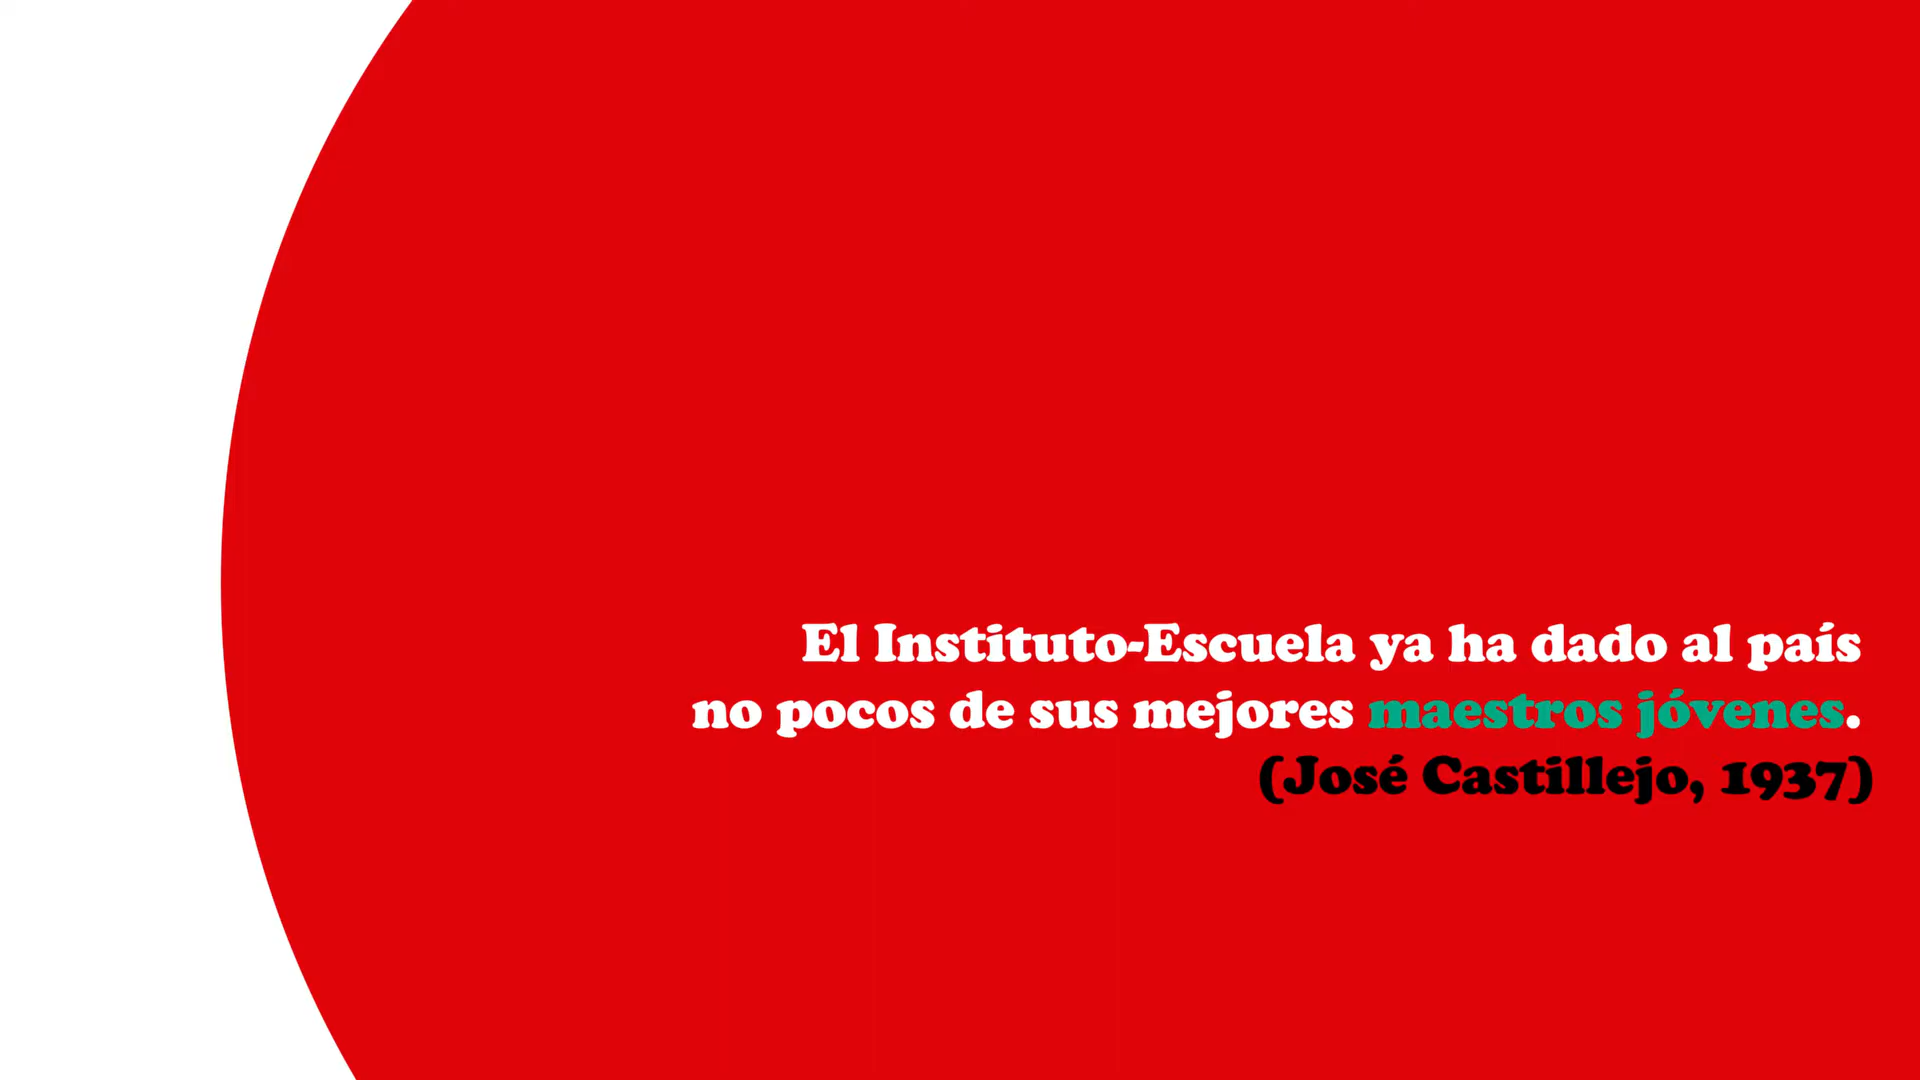 El Instituto-Escuela ya ha dado al país
no pocos de sus mejores maestros jóvenes.
(José Castillejo, 1937)